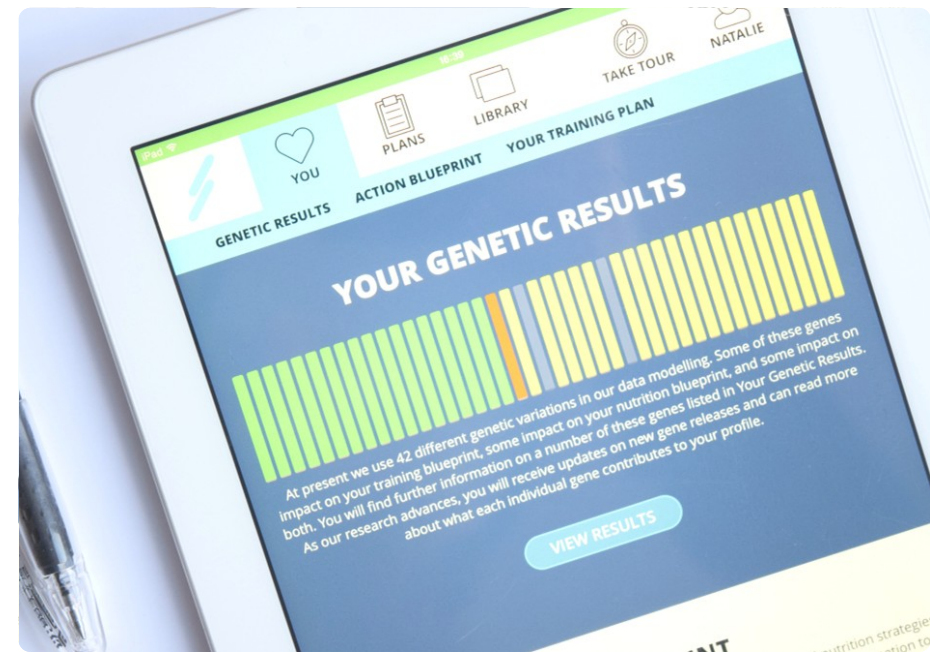 iPad
18:30
YOU
PLANS
LIBRARY
TAKE TOUR
NATALIE
GENETIC RESULTS
ACTION BLUEPRINT
YOUR TRAINING PLAN
YOUR GENETIC RESULTS
At present we use 42 different genetic variations in our data modelling. Some of these genes
impact on your training blueprint, some impact on your nutrition blueprint, and some impact on
both. You will find further information on a number of these genes listed in Your Genetic Results.
As our research advances, you will receive updates on new gene releases and can read more
about what each individual gene contributes to your profile.
VIEW RESULTS
nutrition strategie